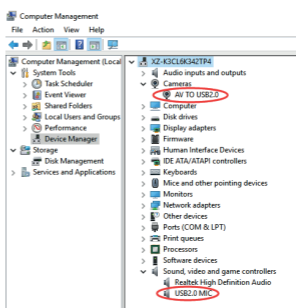 Computer Management
File Action View Help
Computer Management (Local
System Tools
Task Scheduler
Event Viewer
Shared Folders
Local Users and Groups
Performance
Device Manager
Storage
Disk Management
Services and Applications
XZ-K3CL6K342TP4
Audio inputs and outputs
Cameras
AV TO USB2.0
Computer
Disk drives
Display adapters
Firmware
Human Interface Devices
IDE ATA/ATAPI controllers
Keyboards
Mice and other pointing devices
Monitors
Network adapters
Other devices
Ports (COM & LPT)
Print queues
Processors
Software devices
Sound, video and game controllers
Realtek High Definition Audio
USB2.0 MIC